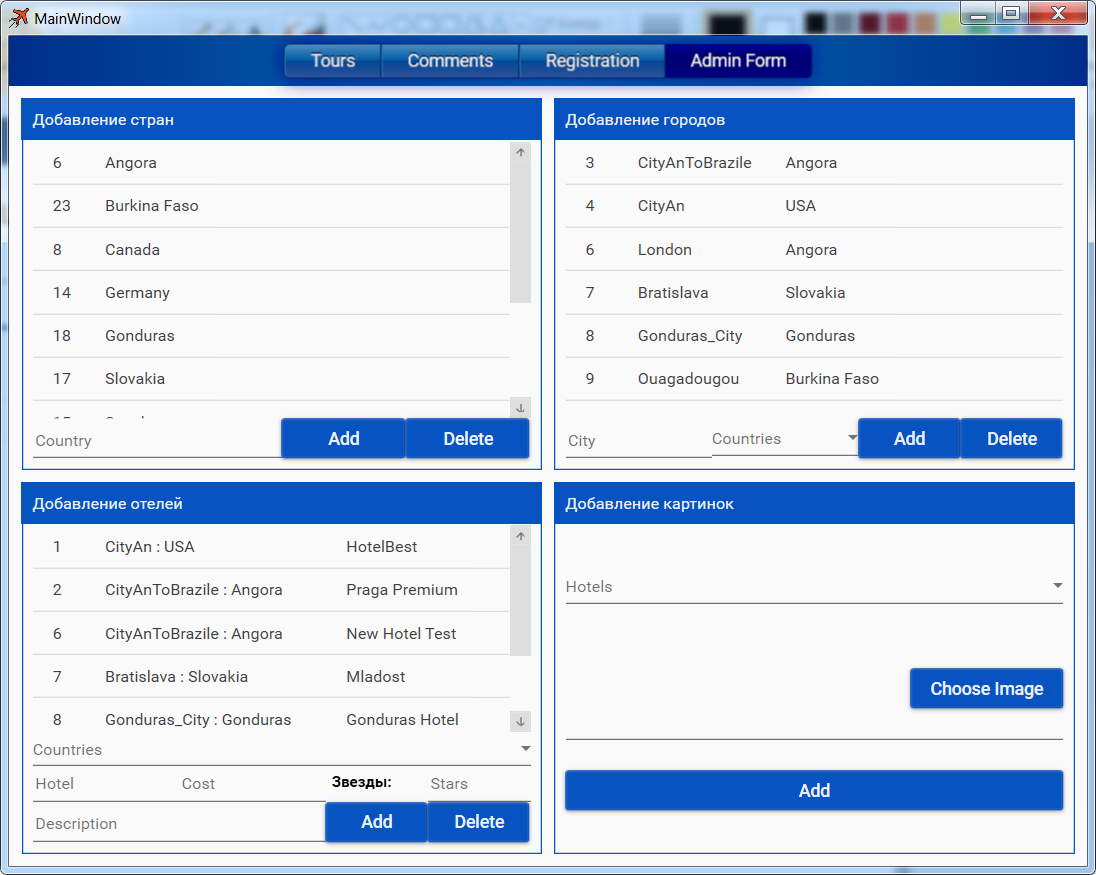 MainWindow
Tours Comments Registration Admin Form
Добавление стран
6 Angora
23 Burkina Faso
8 Canada
14 Germany
18 Gonduras
17 Slovakia
Country Add Delete
Добавление городов
3 CityAnToBrazile Angora
4 CityAn USA
6 London Angora
7 Bratislava Slovakia
8 Gonduras_City Gonduras
9 Ouagadougou Burkina Faso
City Countries Add Delete
Добавление отелей
1 CityAn : USA HotelBest
2 CityAnToBrazile : Angora Praga Premium
6 CityAnToBrazile : Angora New Hotel Test
7 Bratislava : Slovakia Mladost
8 Gonduras_City : Gonduras Gonduras Hotel
Countries
Hotel Cost Звезды: Stars
Description Add Delete
Добавление картинок
Hotels
Choose Image
Add